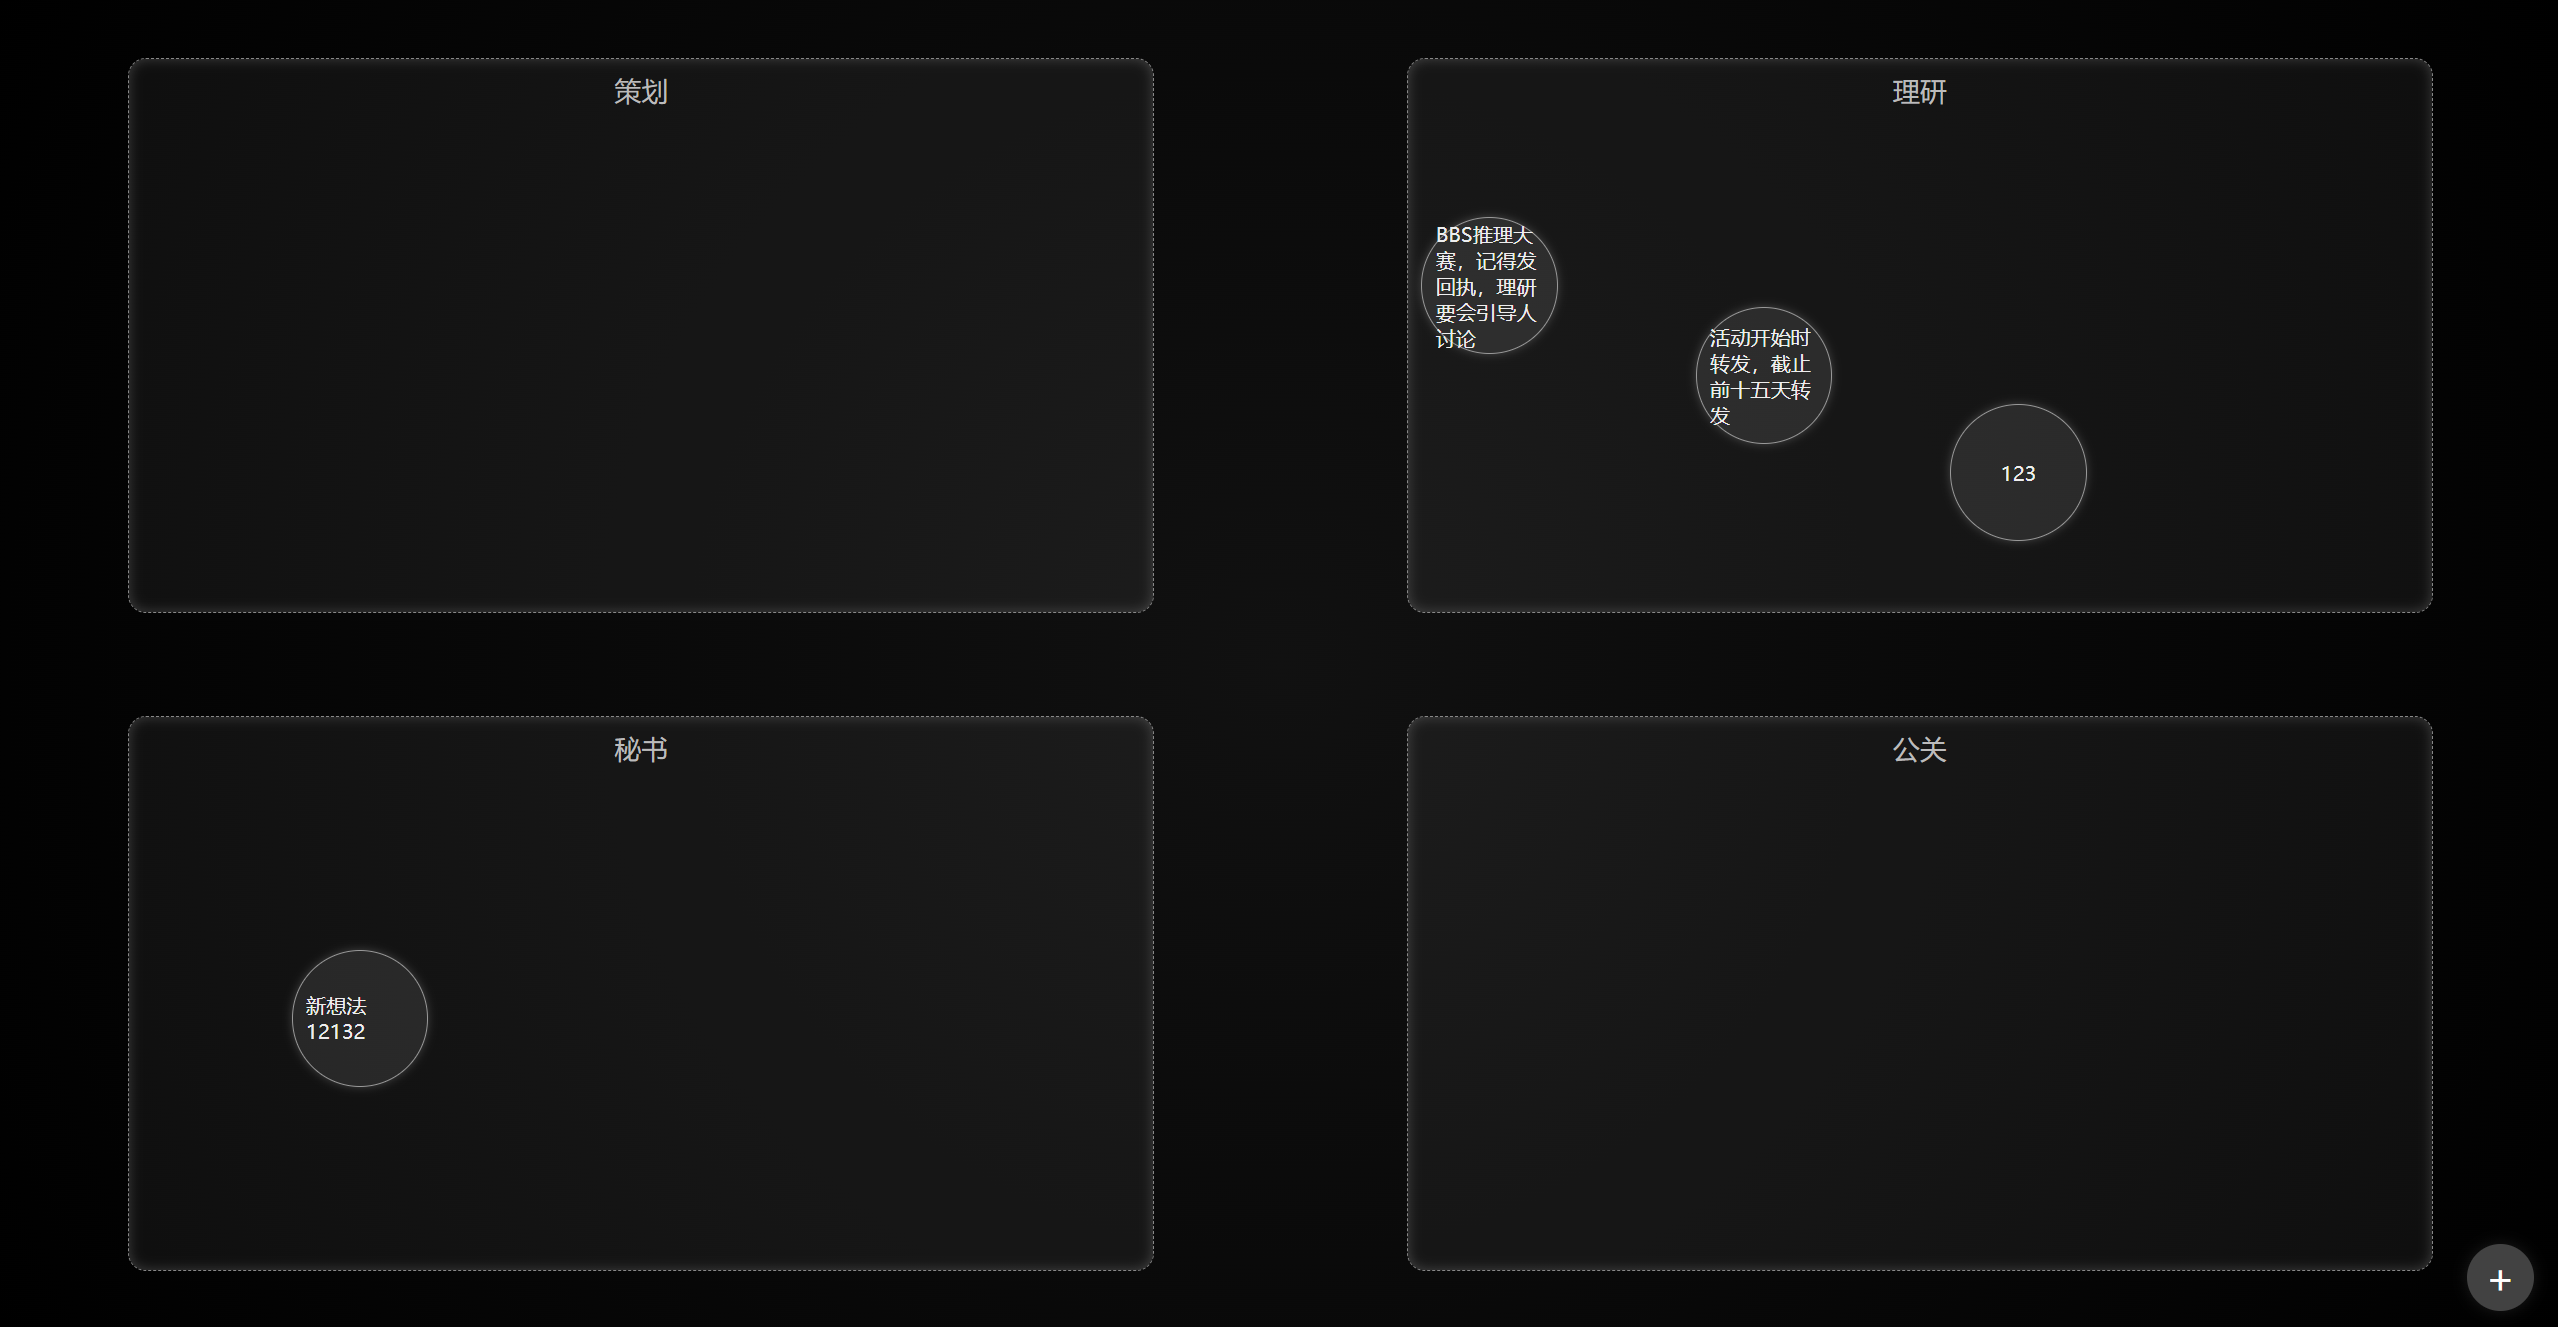 策划
理研
BBS推理大
赛，记得发
回执，理研
要会引导人
讨论
活动开始时
转发，截止
前十五天转
发
123
秘书
公关
新想法
12132
+